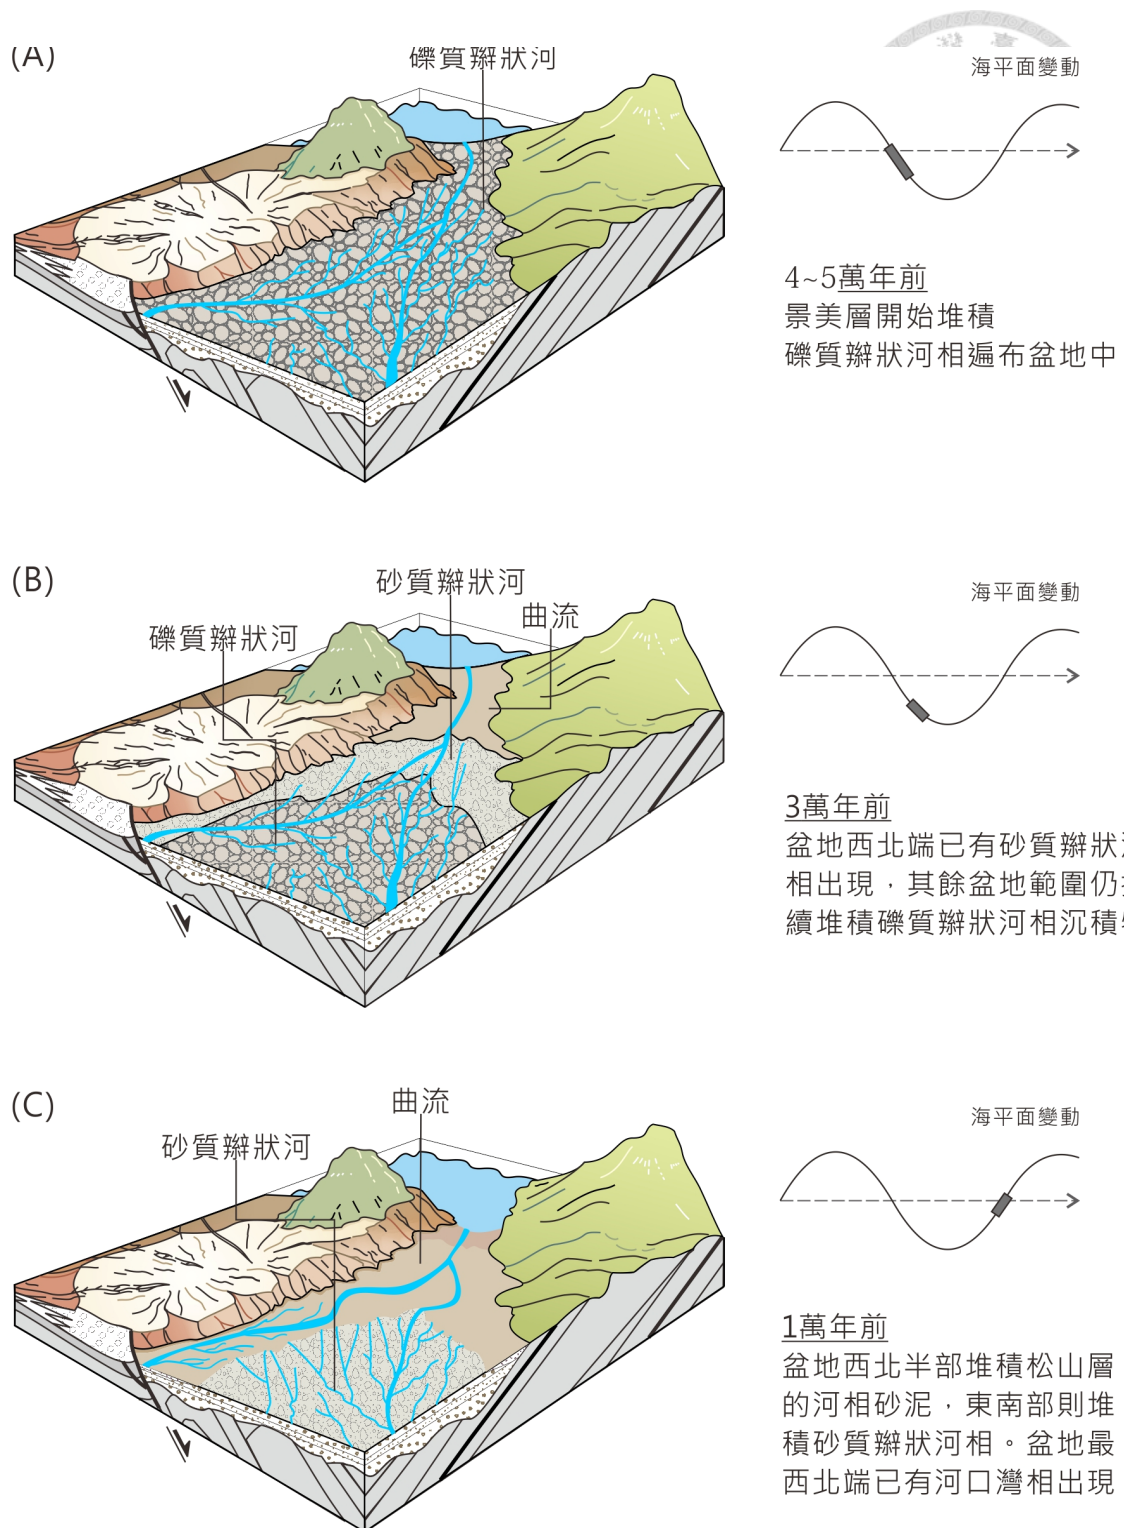 (A)
礫質辮狀河
海平面變動
4~5萬年前
景美層開始堆積
礫質辮狀河相遍布盆地中
(B)
砂質辮狀河
曲流
礫質辮狀河
海平面變動
3萬年前
盆地西北端已有砂質辮狀
相出現，其餘盆地範圍仍
續堆積礫質辮狀河相沉積
(C)
曲流
砂質辮狀河
海平面變動
1萬年前
盆地西北半部堆積松山層
的河相砂泥，東南部則堆
積砂質辮狀河相。盆地最
西北端已有河口灣相出現